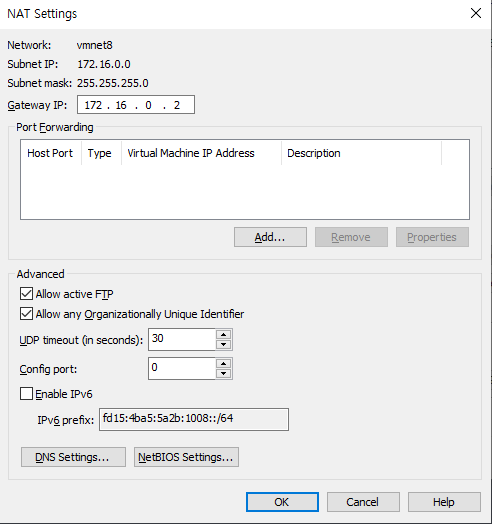 NAT Settings
Network: vmnet8
Subnet IP: 172.16.0.0
Subnet mask: 255.255.255.0
Gateway IP: 172 . 16 . 0 . 2
Port Forwarding
Host Port Type Virtual Machine IP Address Description
Add... Remove Properties
Advanced
Allow active FTP
Allow any Organizationally Unique Identifier
UDP timeout (in seconds): 30
Config port: 0
Enable IPv6
IPv6 prefix: fd15:4ba5:5a2b:1008::/64
DNS Settings... NetBIOS Settings...
OK Cancel Help